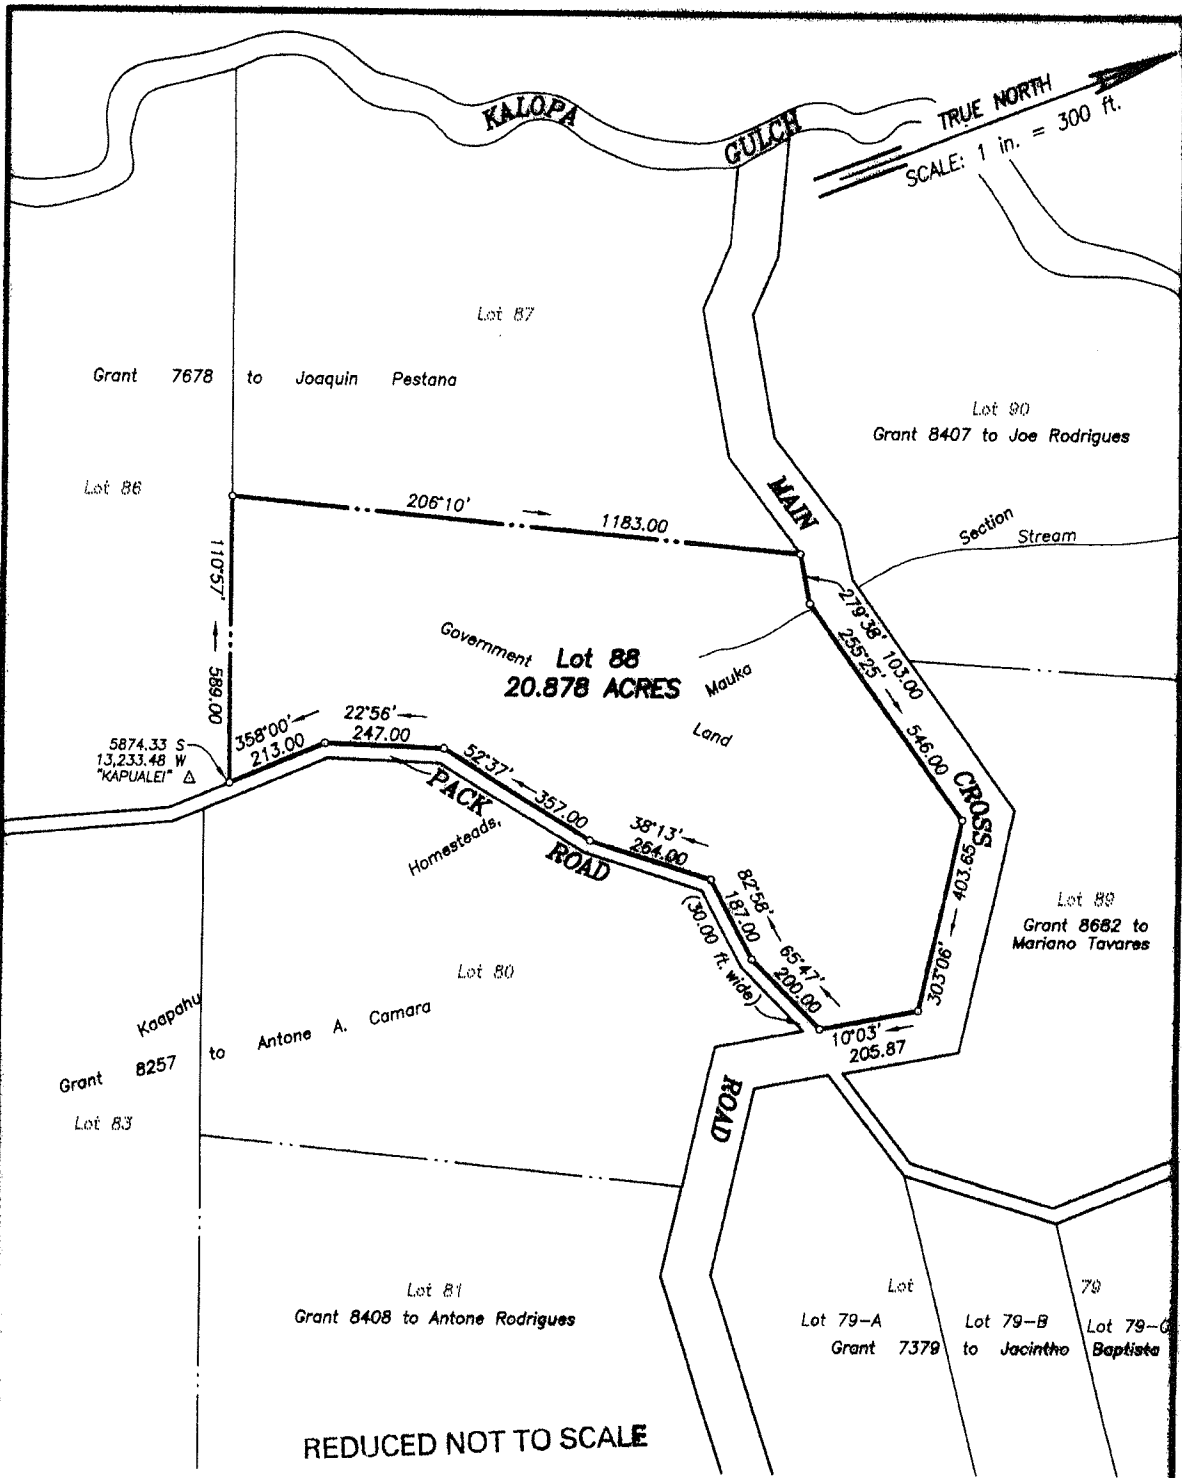 KALOPA
GULCH
TRUE NORTH
SCALE: 1 in. = 300 ft.
Lot 87
Grant 7678 to Joaquin Pestana
Lot 90
Grant 8407 to Joe Rodrigues
Lot 86
206°10'
1183.00
MAIN
Section
Stream
110°57'
589.00
279°38' 103.00
255°25'
546.00
Government
Lot 88
20.878 ACRES
Mauka
Land
22°56'
247.00
358°00'
213.00
5874.33 S
13,233.48 W
"KAPUALEI" △
52°37'
357.00
PACK
CROSS
Homesteads,
ROAD
38°13'
264.00
403.65
82°58'
187.00
Lot 89
Grant 8682 to
Mariano Tavares
(30.00 ft. wide)
65°47'
200.00
303°06'
Lot 80
Kaapahu
Grant 8257 to Antone A. Camara
10°03'
205.87
Lot 83
ROAD
Lot 81
Grant 8408 to Antone Rodrigues
Lot 79
Lot 79-A
Lot 79-B
Lot 79-C
Grant 7379 to Jacintho Baptista
REDUCED NOT TO SCALE